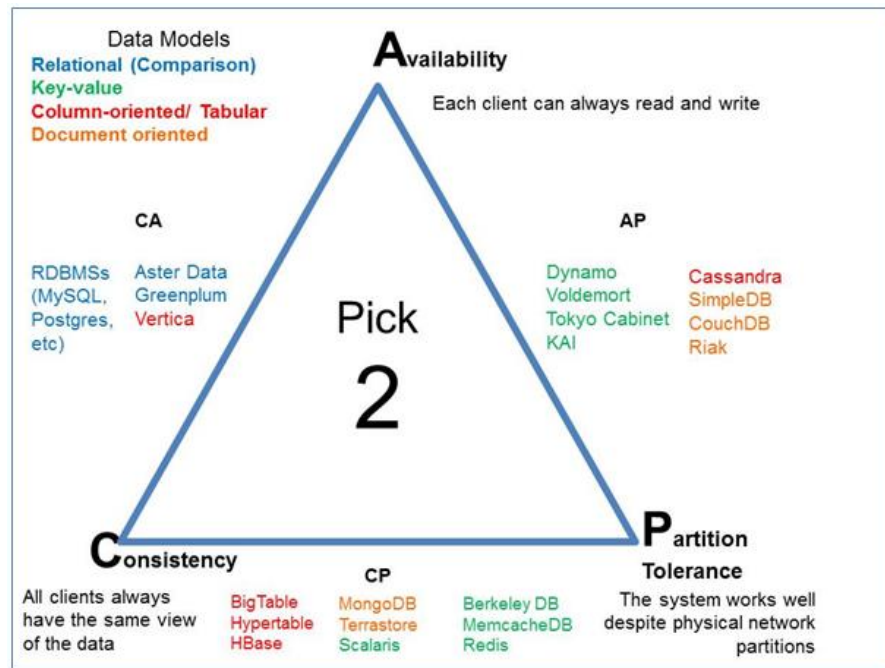 Data Models
Relational (Comparison)
Key-value
Column-oriented/ Tabular
Document oriented
Availability
Each client can always read and write
CA
RDBMSs
(MySQL,
Postgres,
etc)
Aster Data
Greenplum
Vertica
Pick
2
AP
Dynamo
Voldemort
Tokyo Cabinet
KAI
Cassandra
SimpleDB
CouchDB
Riak
Consistency
All clients always
have the same view
of the data
CP
BigTable
Hypertable
HBase
MongoDB
Terrastore
Scalaris
Berkeley DB
MemcacheDB
Redis
Partition
Tolerance
The system works well
despite physical network
partitions